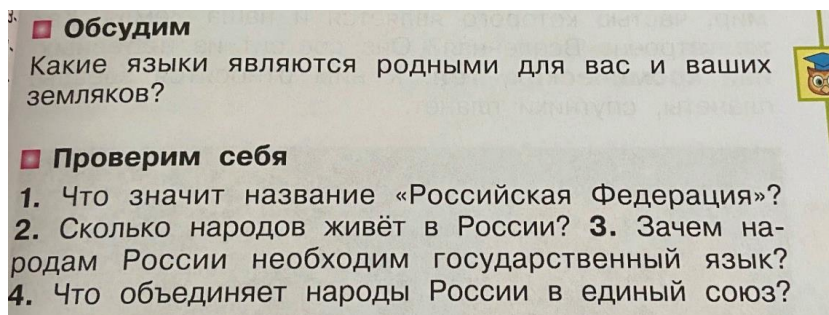 Обсудим
Какие языки являются родными для вас и ваших
земляков?
Проверим себя
1. Что значит название «Российская Федерация»?
2. Сколько народов живёт в России? 3. Зачем на-
родам России необходим государственный язык?
4. Что объединяет народы России в единый союз?